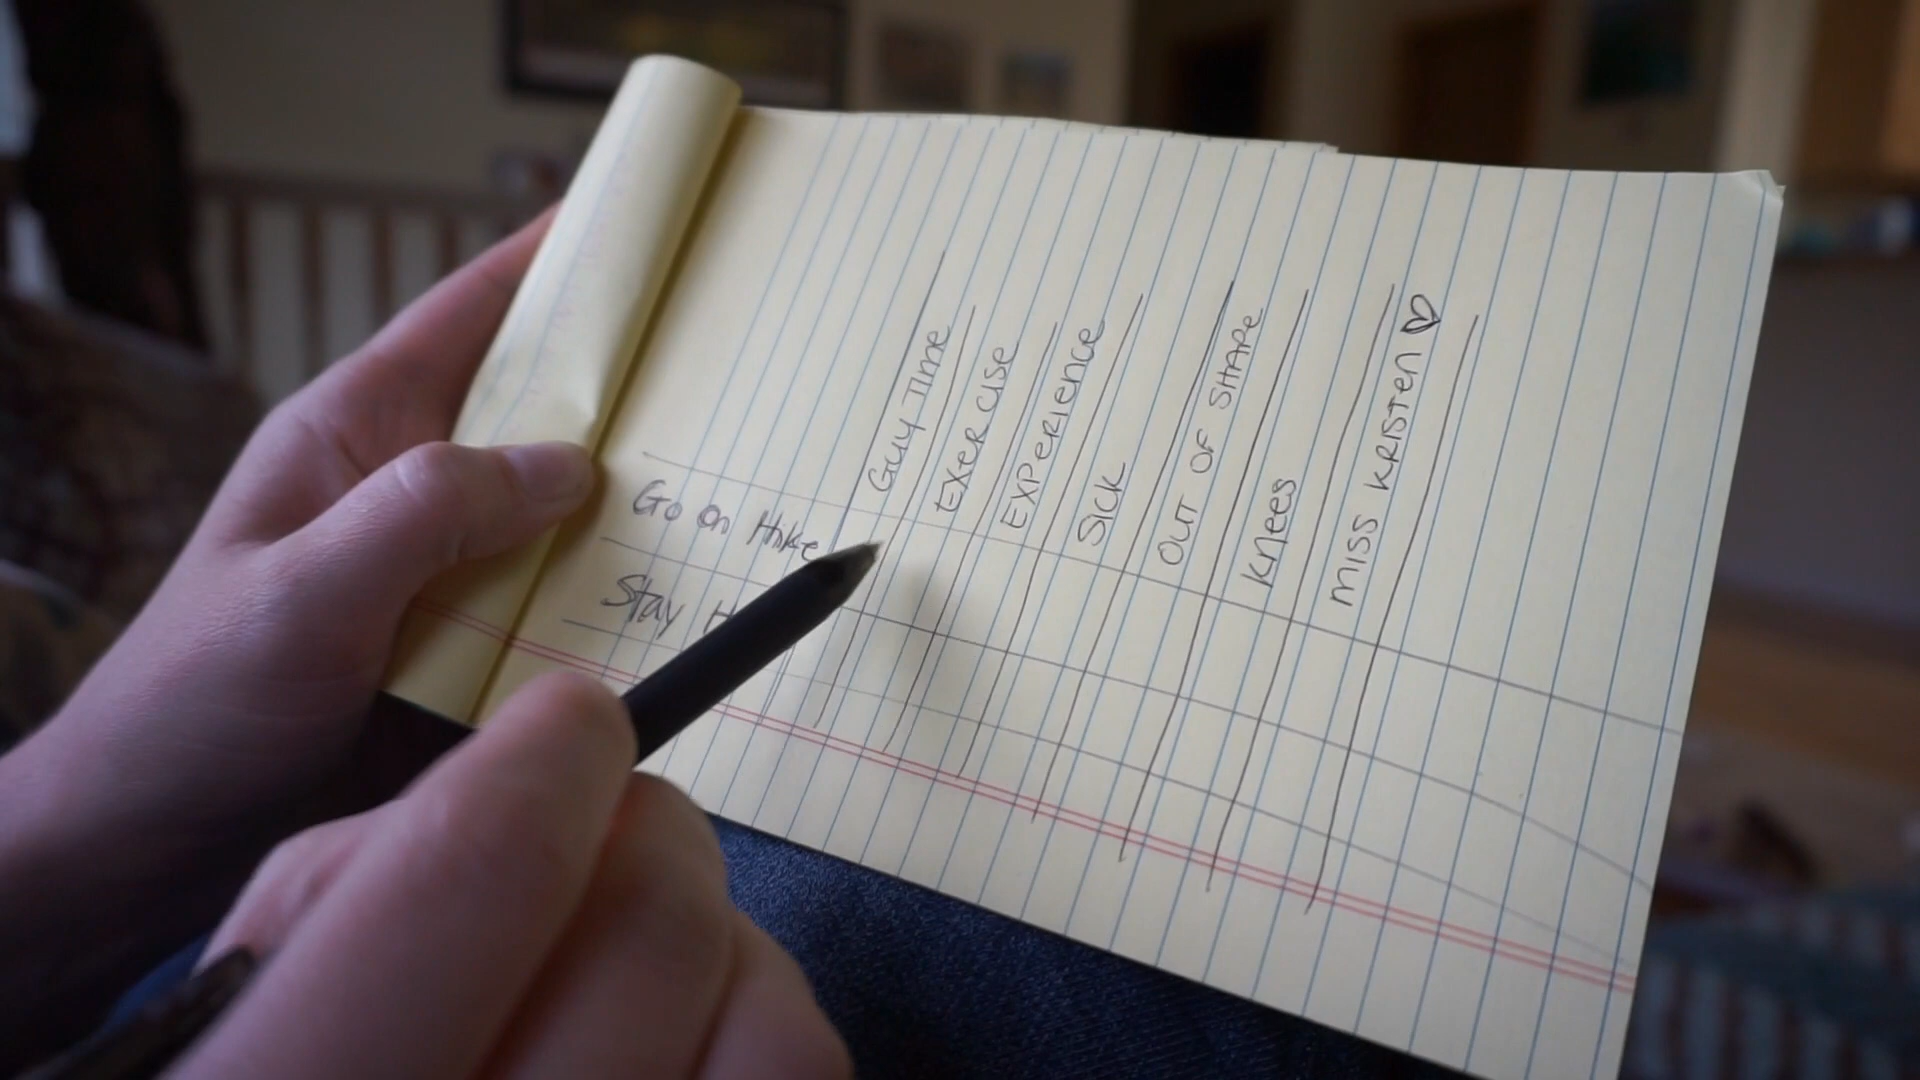 Guy Time
Exercise
Experience
Sick
Out of Shape
Knees
Miss Kristen
Go on Hike
Stay